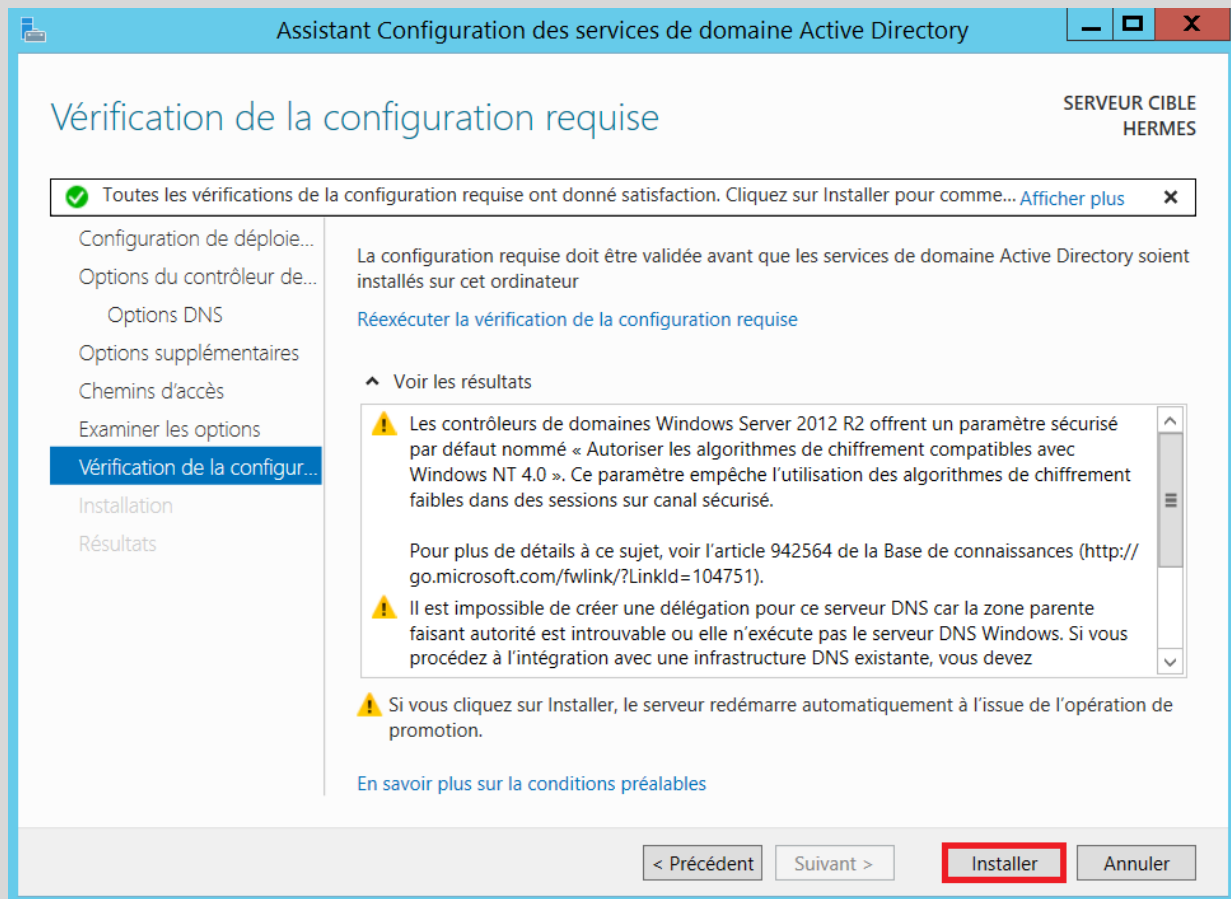 Assistant Configuration des services de domaine Active Directory
Vérification de la configuration requise
SERVEUR CIBLE
HERMES
Toutes les vérifications de la configuration requise ont donné satisfaction. Cliquez sur Installer pour comme... Afficher plus
Configuration de déploie...
Options du contrôleur de...
Options DNS
Options supplémentaires
Chemins d'accès
Examiner les options
Vérification de la configur...
Installation
Résultats
La configuration requise doit être validée avant que les services de domaine Active Directory soient
installés sur cet ordinateur
Réexécuter la vérification de la configuration requise
Voir les résultats
Les contrôleurs de domaines Windows Server 2012 R2 offrent un paramètre sécurisé
par défaut nommé « Autoriser les algorithmes de chiffrement compatibles avec
Windows NT 4.0 ». Ce paramètre empêche l'utilisation des algorithmes de chiffrement
faibles dans des sessions sur canal sécurisé.
Pour plus de détails à ce sujet, voir l'article 942564 de la Base de connaissances (http://
go.microsoft.com/fwlink/?LinkId=104751).
Il est impossible de créer une délégation pour ce serveur DNS car la zone parente
faisant autorité est introuvable ou elle n'exécute pas le serveur DNS Windows. Si vous
procédez à l'intégration avec une infrastructure DNS existante, vous devez
Si vous cliquez sur Installer, le serveur redémarre automatiquement à l'issue de l'opération de
promotion.
En savoir plus sur la conditions préalables
< Précédent
Suivant >
Installer
Annuler